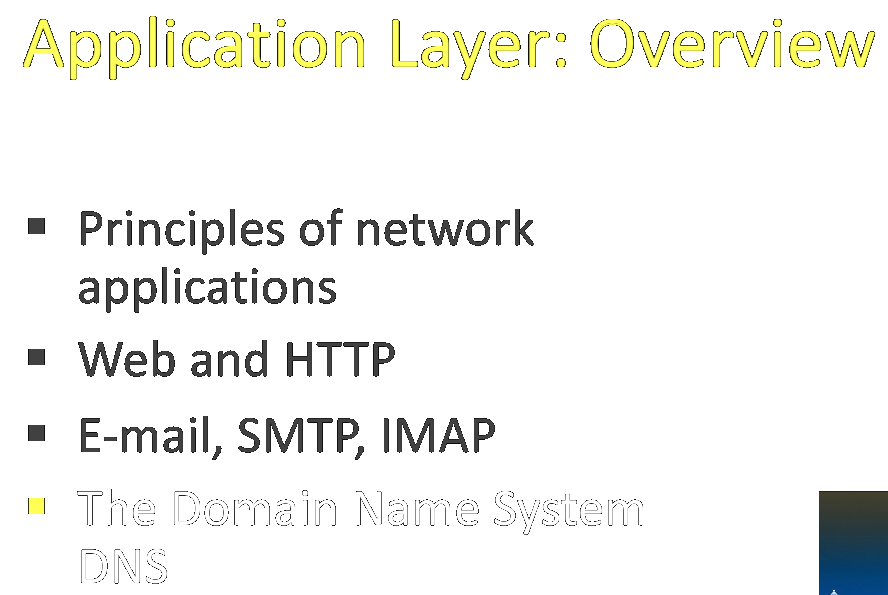 Application Layer: Overview
▪ Principles of network
applications
▪ Web and HTTP
▪ E-mail, SMTP, IMAP
▪ The Domain Name System
DNS